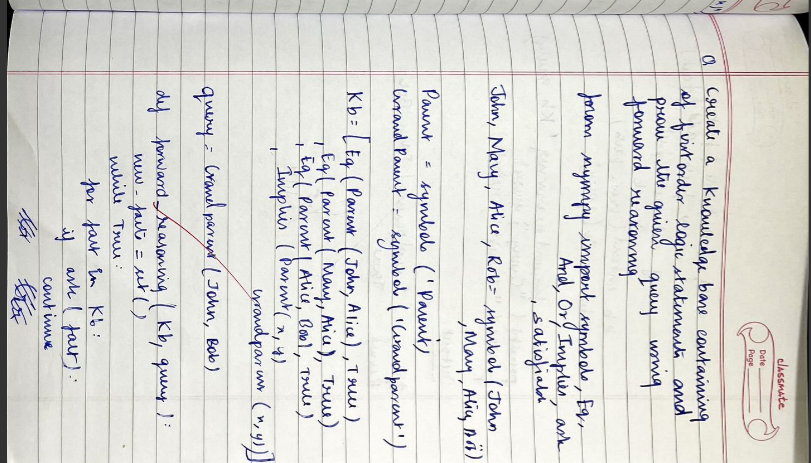 classmate
Date
Page
Q Create a knowledge base containing
of first order logic statements and
prove the given query using
forward reasoning
from sympy import symbols, Eq,
And, Or, Implies, ask
, satisfiable
John, Mary, Alice, Bob = symbol (John
, Mary, Alice, Bob)
Parent = symbols ('Parent')
GrandParent = symbol ('Grandparent')
Kb = [ Eq ( Parent ( John, Alice ), True )
, Eq ( Parent ( Mary, Alice ), True )
, Eq ( Parent ( Alice, Bob ), True )
, Implies ( Parent ( x, y )
Grandparent ( x, y ) ) ]
query = Grandparent ( John, Bob )
def forward_reasoning ( Kb, query ) :
new_facts = set ( )
while True :
for fact in Kb :
if ask ( fact ) :
continue